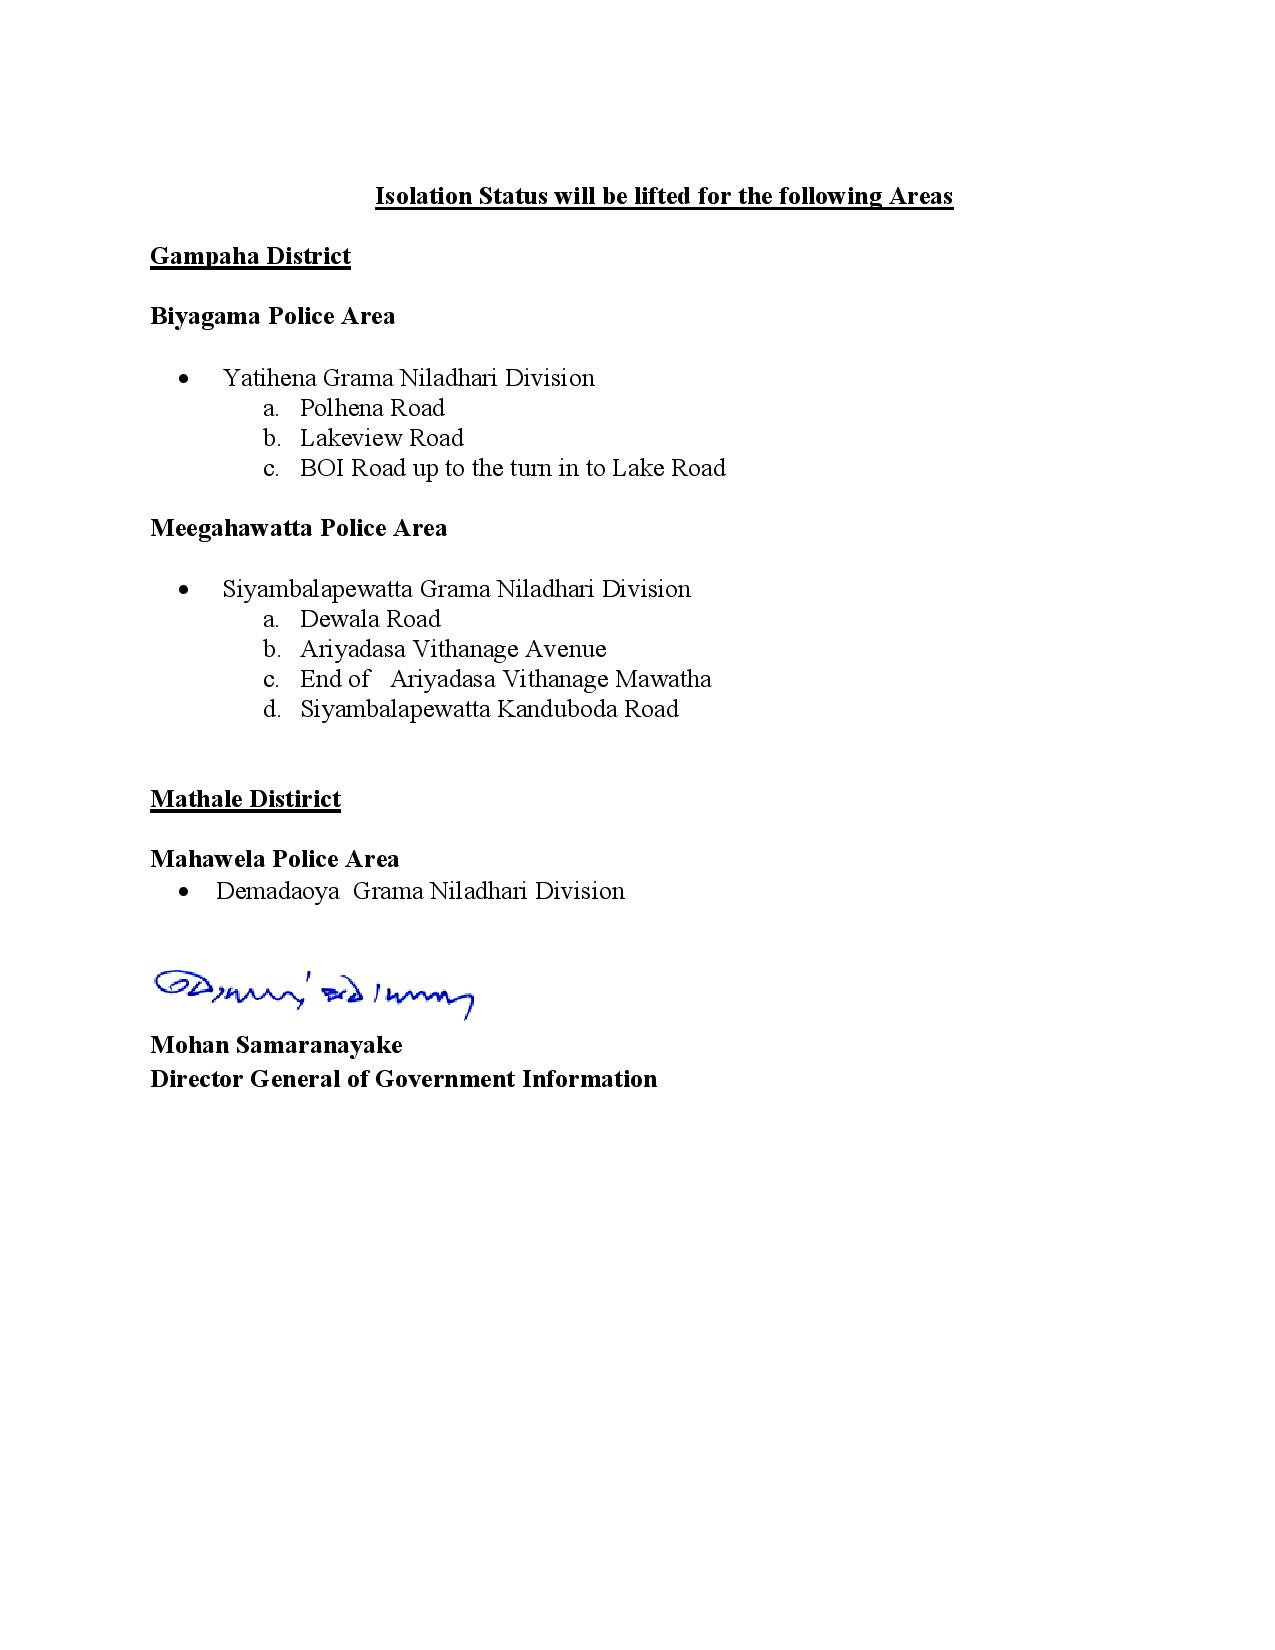 Isolation Status will be lifted for the following Areas
Gampaha District
Biyagama Police Area
• Yatihena Grama Niladhari Division
a. Polhena Road
b. Lakeview Road
c. BOI Road up to the turn in to Lake Road
Meegahawatta Police Area
• Siyambalapewatta Grama Niladhari Division
a. Dewala Road
b. Ariyadasa Vithanage Avenue
c. End of Ariyadasa Vithanage Mawatha
d. Siyambalapewatta Kanduboda Road
Mathale Distirict
Mahawela Police Area
• Demadaoya Grama Niladhari Division
Mohan Samaranayake
Director General of Government Information